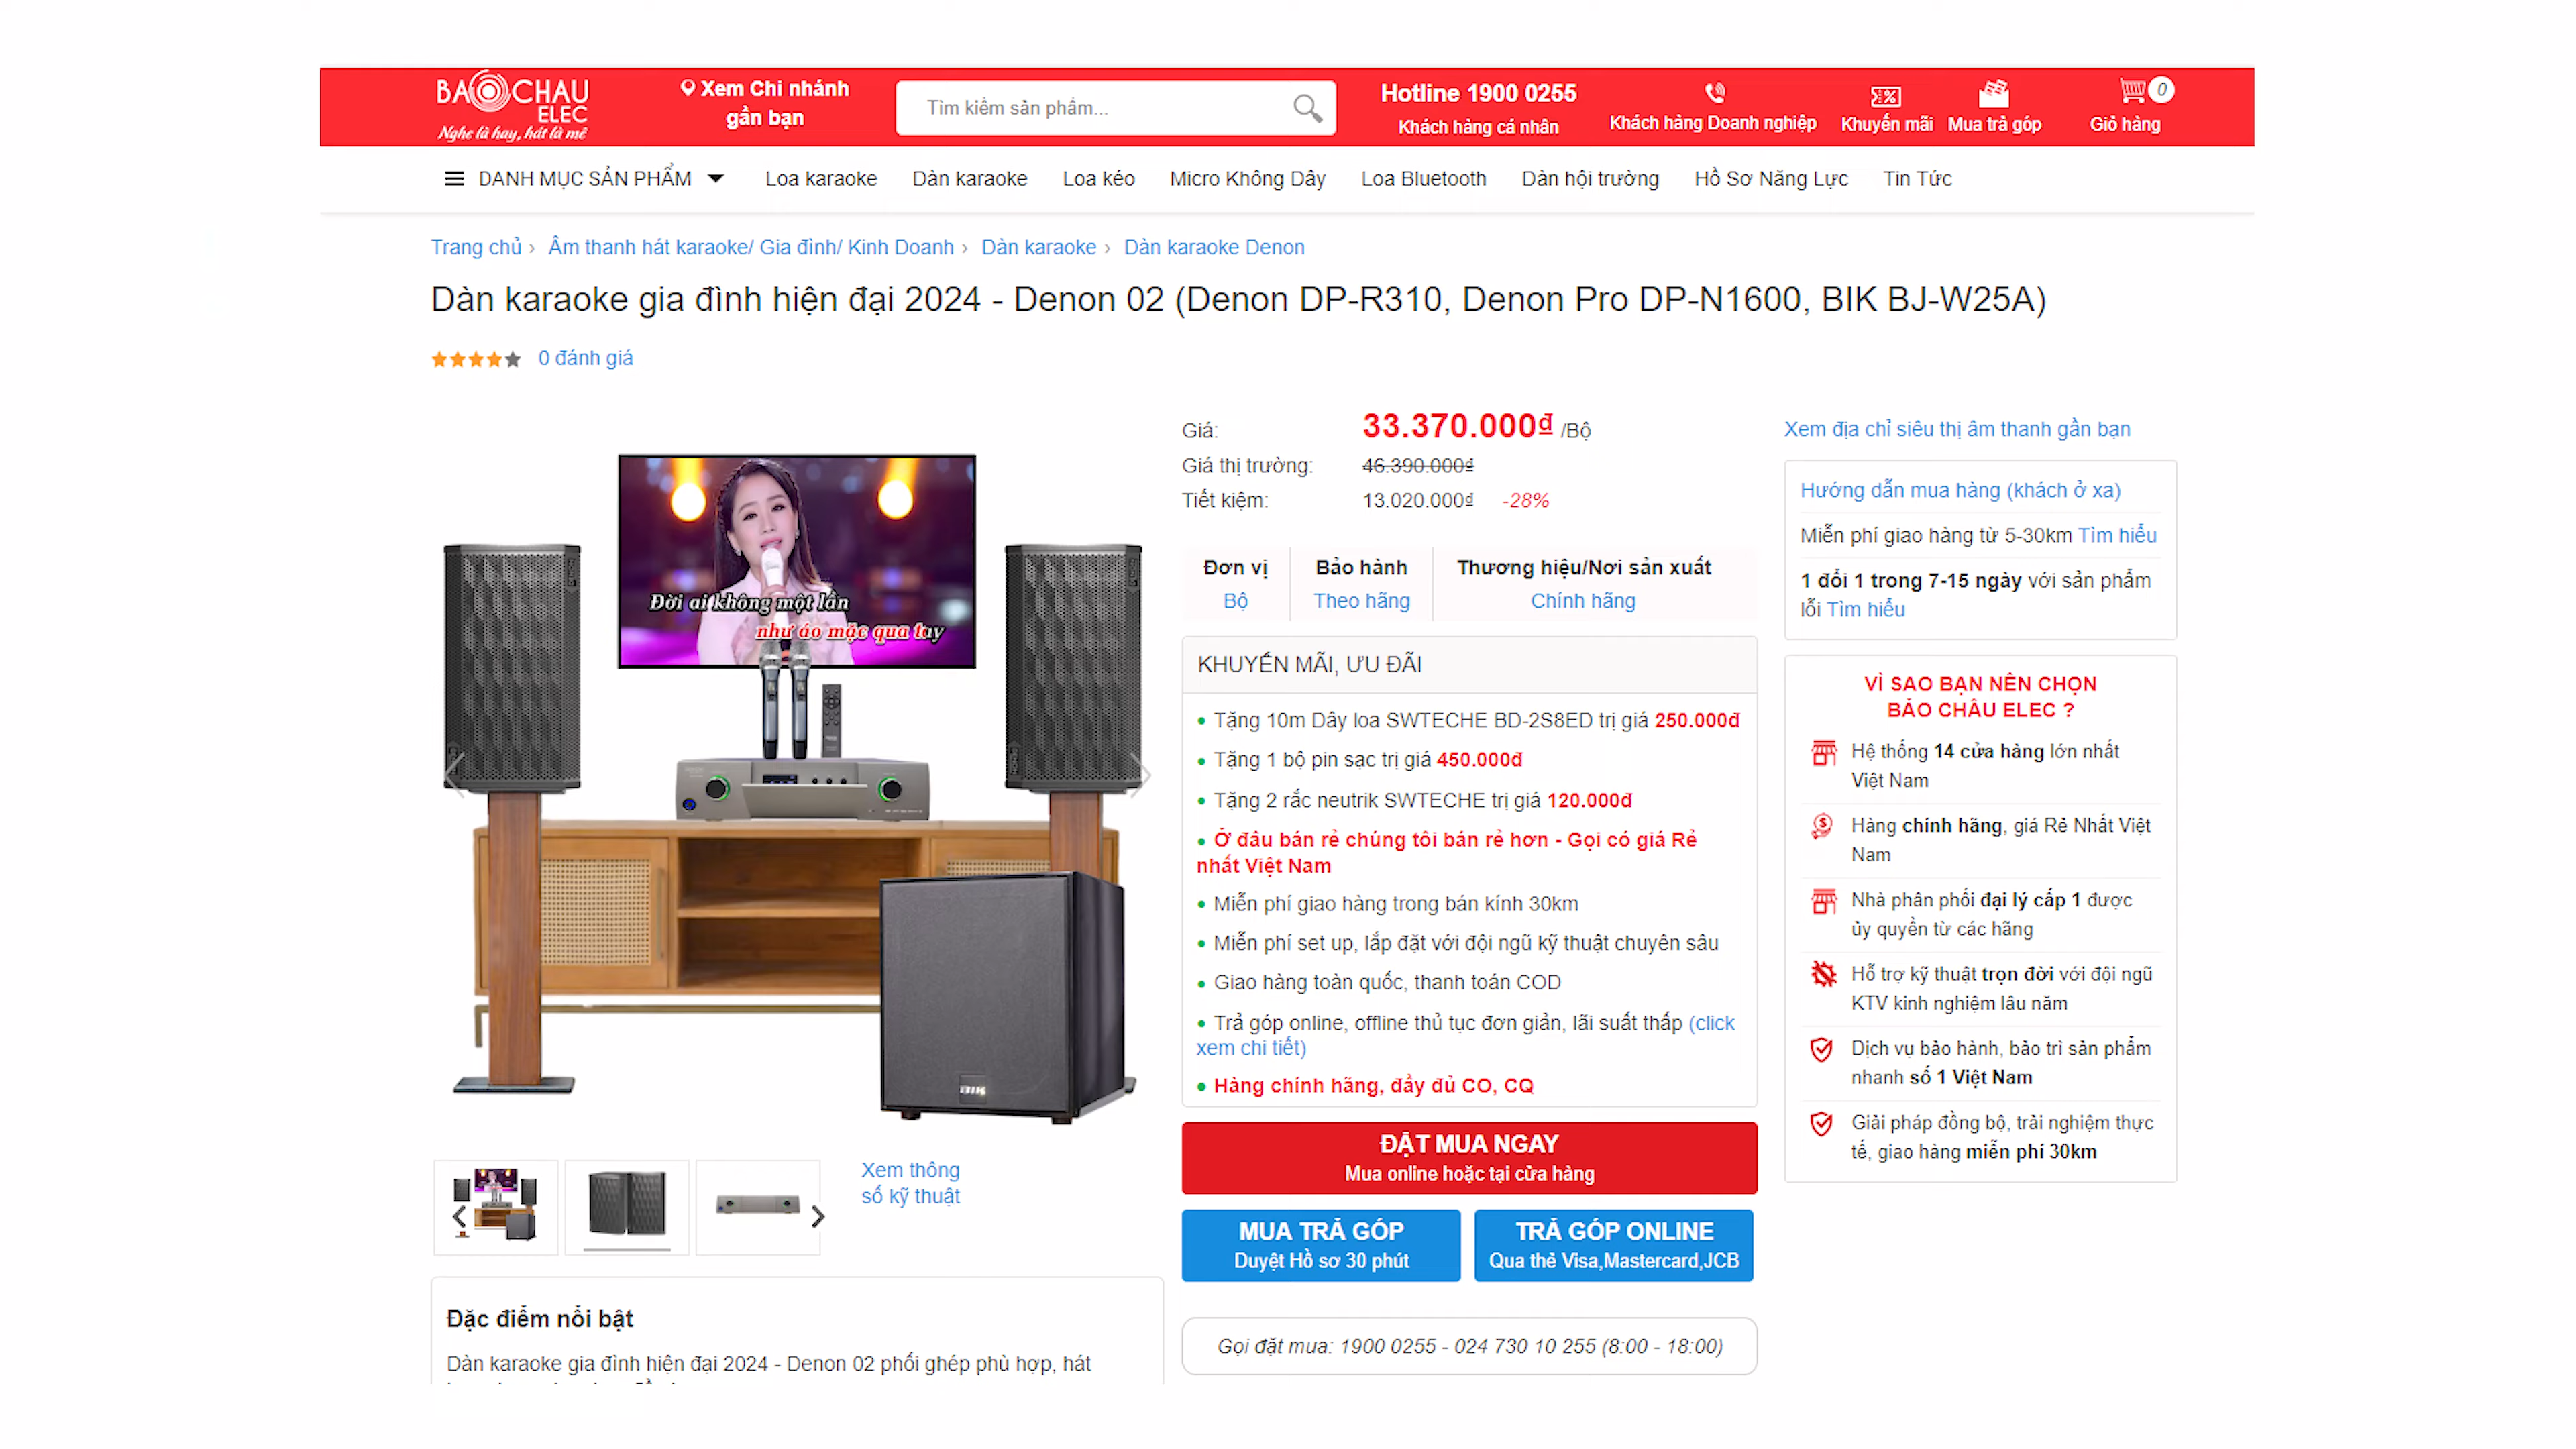 BAOCHAU
ELEC
Nghe là hay, hát là mê
Xem Chi nhánh
gần bạn
Tìm kiếm sản phẩm...
Hotline 1900 0255
Khách hàng cá nhân
Khách hàng Doanh nghiệp
Khuyến mãi
Mua trả góp
0
Giỏ hàng
DANH MỤC SẢN PHẨM
Loa karaoke
Dàn karaoke
Loa kéo
Micro Không Dây
Loa Bluetooth
Dàn hội trường
Hồ Sơ Năng Lực
Tin Tức
Trang chủ › Âm thanh hát karaoke/ Gia đình/ Kinh Doanh › Dàn karaoke › Dàn karaoke Denon
Dàn karaoke gia đình hiện đại 2024 - Denon 02 (Denon DP-R310, Denon Pro DP-N1600, BIK BJ-W25A)
0 đánh giá
Đời ai không một lần
như áo mặc qua tay
BIK
Xem thông
số kỹ thuật
Đặc điểm nổi bật
Dàn karaoke gia đình hiện đại 2024 - Denon 02 phối ghép phù hợp, hát
Giá: 33.370.000₫ /Bộ
Giá thị trường: 46.390.000₫
Tiết kiệm: 13.020.000₫ -28%
Đơn vị
Bộ
Bảo hành
Theo hãng
Thương hiệu/Nơi sản xuất
Chính hãng
KHUYẾN MÃI, ƯU ĐÃI
• Tặng 10m Dây loa SWTECHE BD-2S8ED trị giá 250.000đ
• Tặng 1 bộ pin sạc trị giá 450.000đ
• Tặng 2 rắc neutrik SWTECHE trị giá 120.000đ
• Ở đâu bán rẻ chúng tôi bán rẻ hơn - Gọi có giá Rẻ
nhất Việt Nam
• Miễn phí giao hàng trong bán kính 30km
• Miễn phí set up, lắp đặt với đội ngũ kỹ thuật chuyên sâu
• Giao hàng toàn quốc, thanh toán COD
• Trả góp online, offline thủ tục đơn giản, lãi suất thấp (click
xem chi tiết)
• Hàng chính hãng, đầy đủ CO, CQ
ĐẶT MUA NGAY
Mua online hoặc tại cửa hàng
MUA TRẢ GÓP
Duyệt Hồ sơ 30 phút
TRẢ GÓP ONLINE
Qua thẻ Visa,Mastercard,JCB
Gọi đặt mua: 1900 0255 - 024 730 10 255 (8:00 - 18:00)
Xem địa chỉ siêu thị âm thanh gần bạn
Hướng dẫn mua hàng (khách ở xa)
Miễn phí giao hàng từ 5-30km Tìm hiểu
1 đổi 1 trong 7-15 ngày với sản phẩm
lỗi Tìm hiểu
VÌ SAO BẠN NÊN CHỌN
BẢO CHÂU ELEC ?
Hệ thống 14 cửa hàng lớn nhất
Việt Nam
Hàng chính hãng, giá Rẻ Nhất Việt
Nam
Nhà phân phối đại lý cấp 1 được
ủy quyền từ các hãng
Hỗ trợ kỹ thuật trọn đời với đội ngũ
KTV kinh nghiệm lâu năm
Dịch vụ bảo hành, bảo trì sản phẩm
nhanh số 1 Việt Nam
Giải pháp đồng bộ, trải nghiệm thực
tế, giao hàng miễn phí 30km